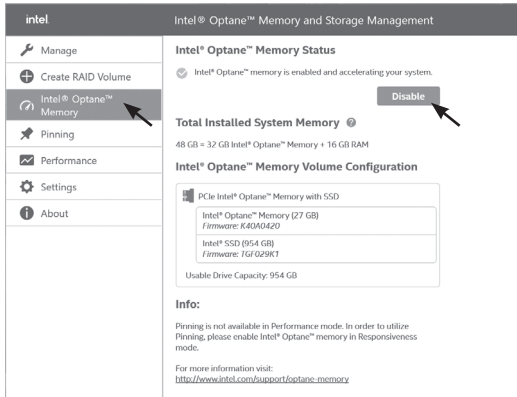 intel
Intel® Optane™ Memory and Storage Management
Manage
Create RAID Volume
Intel® Optane™
Memory
Pinning
Performance
Settings
About
Intel® Optane™ Memory Status
Intel® Optane™ memory is enabled and accelerating your system.
Disable
Total Installed System Memory ?
48 GB = 32 GB Intel® Optane™ Memory + 16 GB RAM
Intel® Optane™ Memory Volume Configuration
PCIe Intel® Optane™ Memory with SSD
Intel® Optane™ Memory (27 GB)
Firmware: K40A0420
Intel® SSD (954 GB)
Firmware: TGF029K1
Usable Drive Capacity: 954 GB
Info:
Pinning is not available in Performance mode. In order to utilize
Pinning, please enable Intel® Optane™ memory in Responsiveness
mode.
For more information visit:
http://www.intel.com/support/optane-memory